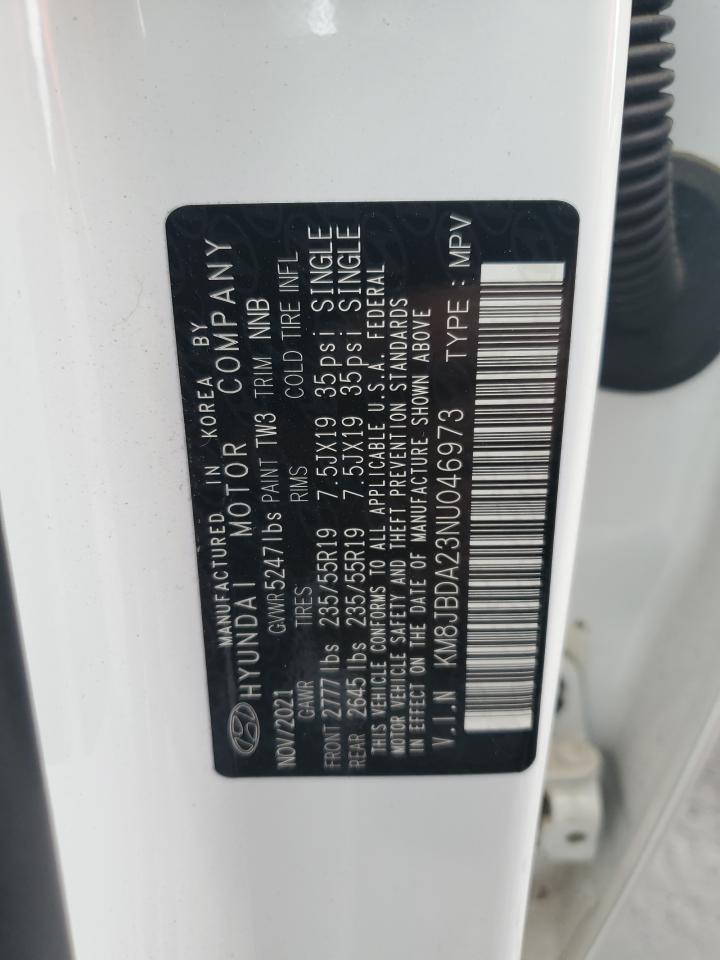 MANUFACTURED IN KOREA BY
HYUNDAI MOTOR COMPANY
NOV/2021 GVWR 5247lbs PAINT TW3 TRIM NNB
GAWR TIRES RIMS COLD TIRE INFL
FRONT 2777 lbs 235/55R19 7.5JX19 35psi SINGLE
REAR 2645 lbs 235/55R19 7.5JX19 35psi SINGLE
THIS VEHICLE CONFORMS TO ALL APPLICABLE U.S.A. FEDERAL
MOTOR VEHICLE SAFETY AND THEFT PREVENTION STANDARDS
IN EFFECT ON THE DATE OF MANUFACTURE SHOWN ABOVE
V.I.N KM8JBDA23NU046973 TYPE : MPV